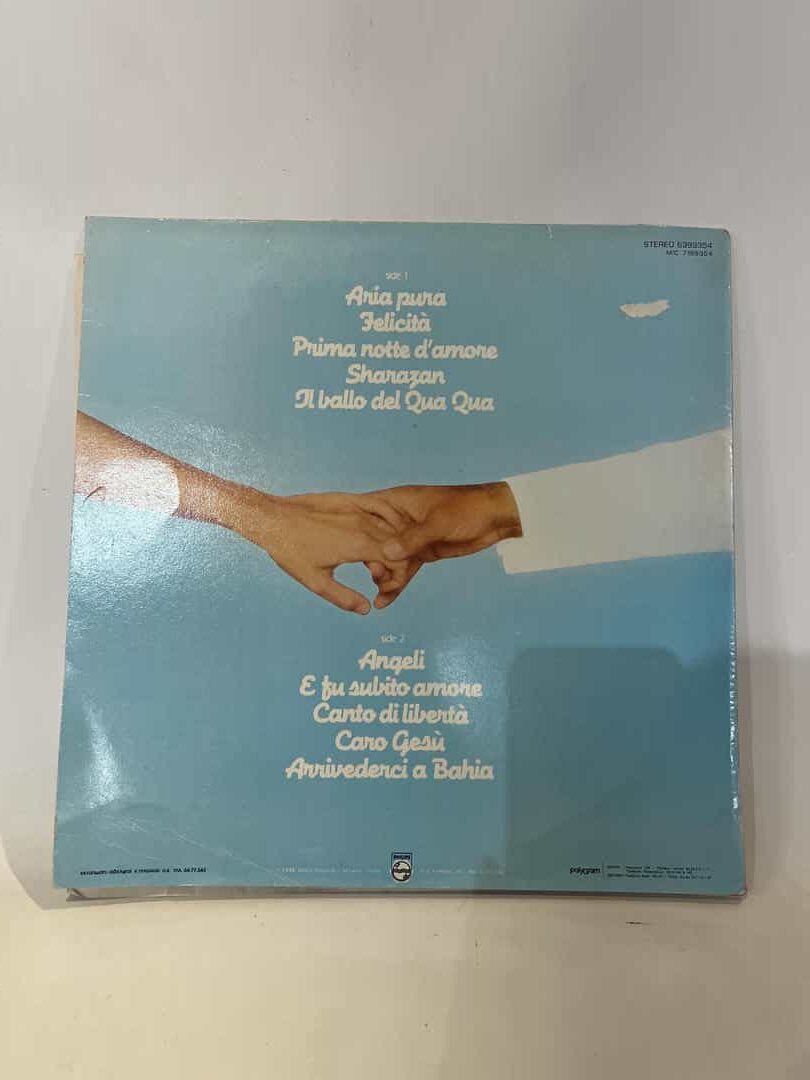 STEREO 6399354
M/C 7199354
side 1
Aria pura
Felicità
Prima notte d'amore
Sharazan
Il ballo del Qua Qua
side 2
Angeli
E fu subito amore
Canto di libertà
Caro Gesù
Arrivederci a Bahia
PHILIPS
polygram